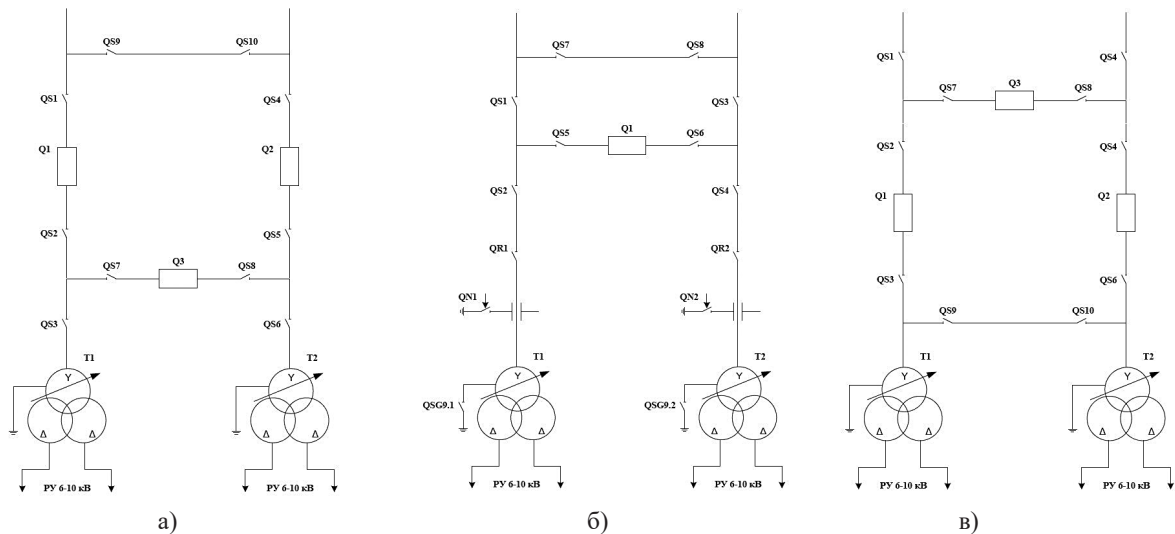 QS9
QS10
QS1
QS4
Q1
Q2
QS2
QS5
QS7
Q3
QS8
QS3
QS6
T1
T2
Y
Y
Δ
Δ
Δ
Δ
РУ 6-10 кВ
РУ 6-10 кВ
а)
QS7
QS8
QS1
QS3
QS5
Q1
QS6
QS2
QS4
QR1
QR2
QN1
QN2
T1
T2
Y
Y
QSG9.1
QSG9.2
Δ
Δ
Δ
Δ
РУ 6-10 кВ
РУ 6-10 кВ
б)
QS1
QS4
QS7
Q3
QS8
QS2
QS4
Q1
Q2
QS3
QS6
QS9
QS10
T1
T2
Y
Y
Δ
Δ
Δ
Δ
РУ 6-10 кВ
РУ 6-10 кВ
в)